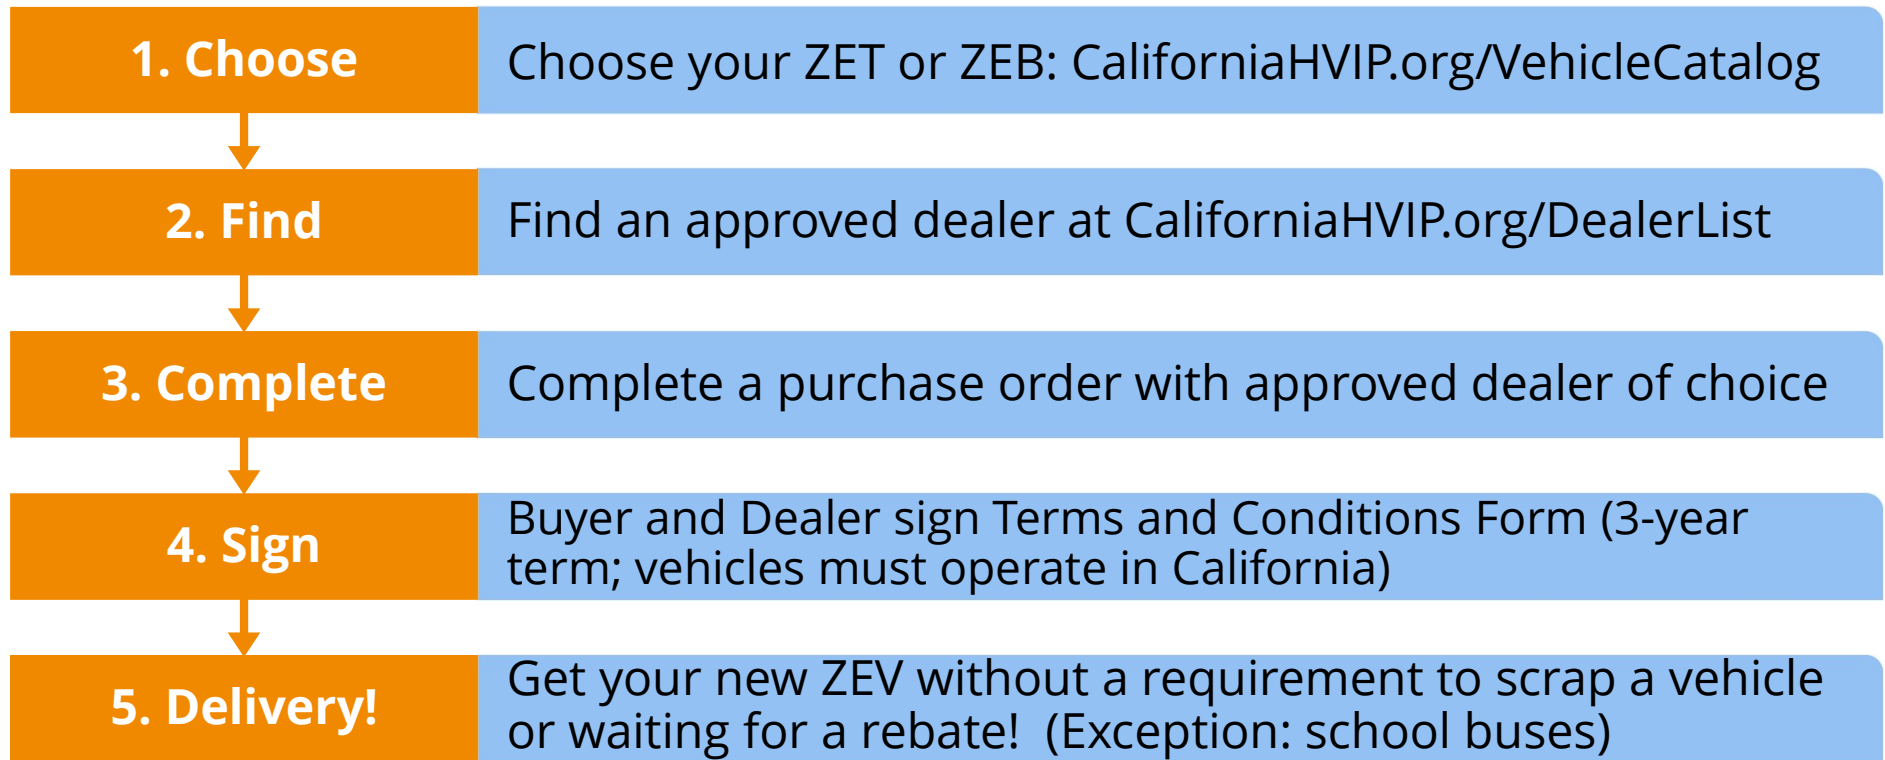 1. Choose
Choose your ZET or ZEB: CaliforniaHVIP.org/VehicleCatalog
2. Find
Find an approved dealer at CaliforniaHVIP.org/DealerList
3. Complete
Complete a purchase order with approved dealer of choice
4. Sign
Buyer and Dealer sign Terms and Conditions Form (3-year
term; vehicles must operate in California)
5. Delivery!
Get your new ZEV without a requirement to scrap a vehicle
or waiting for a rebate!  (Exception: school buses)